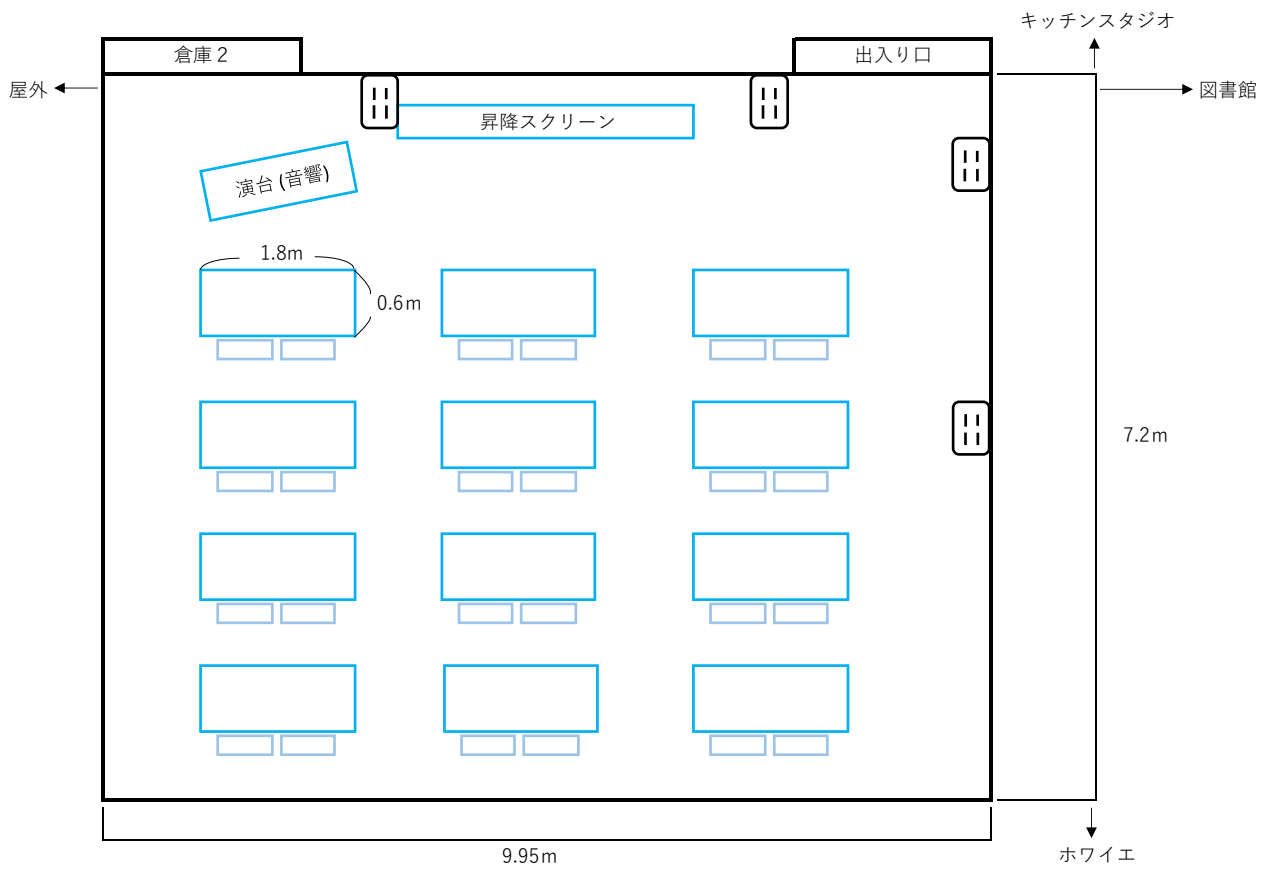 キッチンスタジオ
倉庫2
出入り口
屋外
図書館
昇降スクリーン
演台(音響)
1.8m
0.6m
7.2m
9.95m
ホワイエ